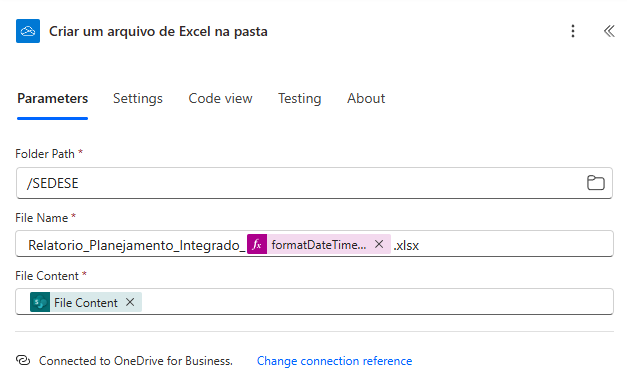 Criar um arquivo de Excel na pasta
Parameters Settings Code view Testing About
Folder Path *
/SEDESE
File Name *
Relatorio_Planejamento_Integrado_ fx formatDateTime... × .xlsx
File Content *
File Content ×
Connected to OneDrive for Business. Change connection reference